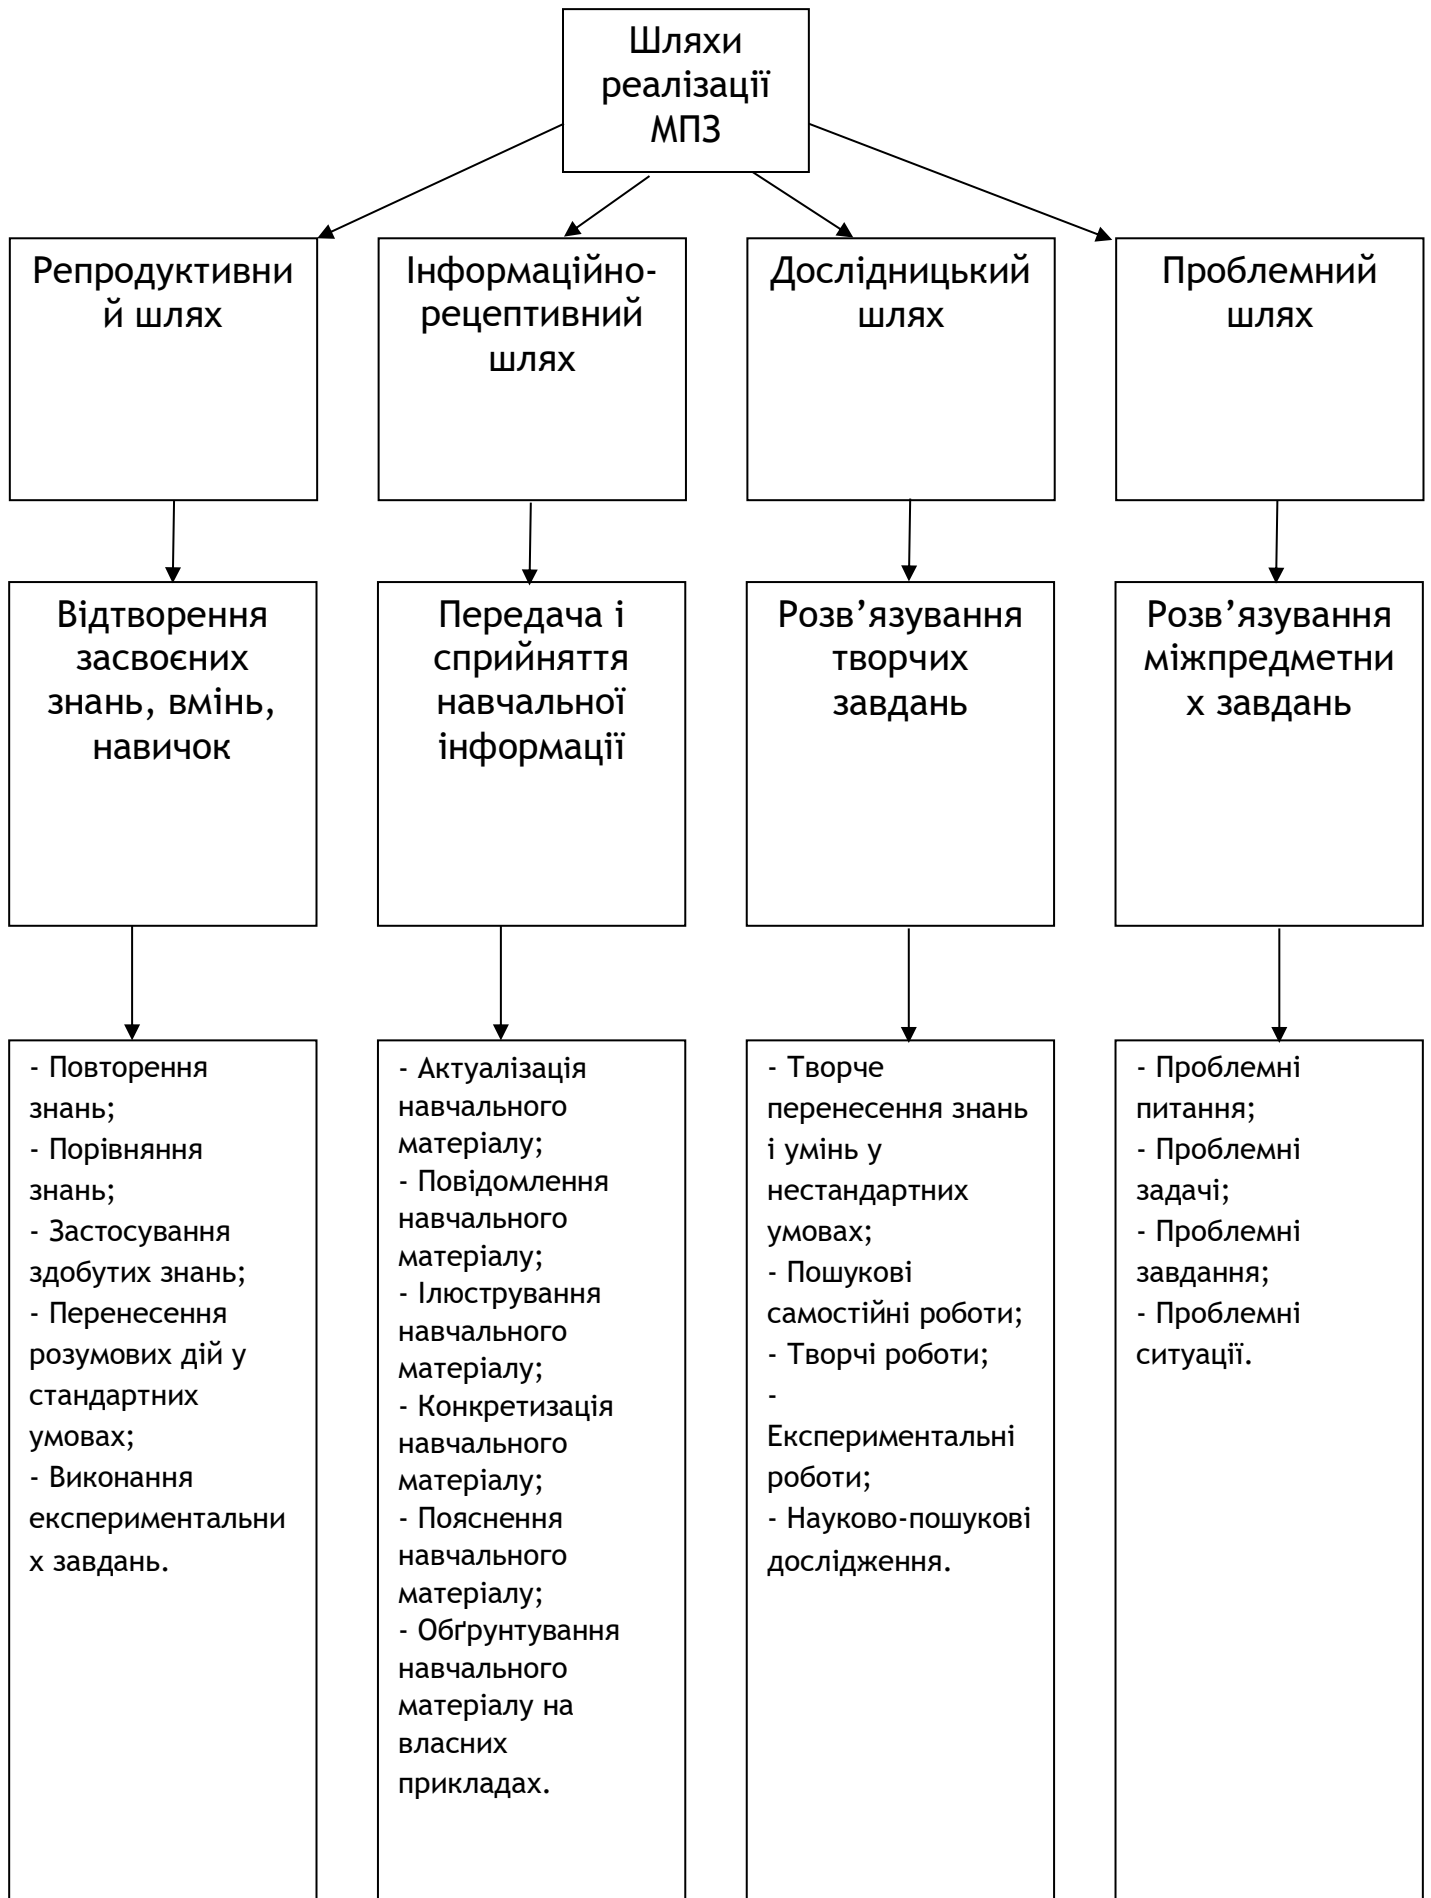 Шляхи
реалізації
МПЗ
Репродуктивни
й шлях
Інформаційно-
рецептивний
шлях
Дослідницький
шлях
Проблемний
шлях
Відтворення
засвоєних
знань, вмінь,
навичок
Передача і
сприйняття
навчальної
інформації
Розв’язування
творчих
завдань
Розв’язування
міжпредметни
х завдань
- Повторення
знань;
- Порівняння
знань;
- Застосування
здобутих знань;
- Перенесення
розумових дій у
стандартних
умовах;
- Виконання
експериментальни
х завдань.
- Актуалізація
навчального
матеріалу;
- Повідомлення
навчального
матеріалу;
- Ілюстрування
навчального
матеріалу;
- Конкретизація
навчального
матеріалу;
- Пояснення
навчального
матеріалу;
- Обґрунтування
навчального
матеріалу на
власних
прикладах.
- Творче
перенесення знань
і умінь у
нестандартних
умовах;
- Пошукові
самостійні роботи;
- Творчі роботи;
-
Експериментальні
роботи;
- Науково-пошукові
дослідження.
- Проблемні
питання;
- Проблемні
задачі;
- Проблемні
завдання;
- Проблемні
ситуації.